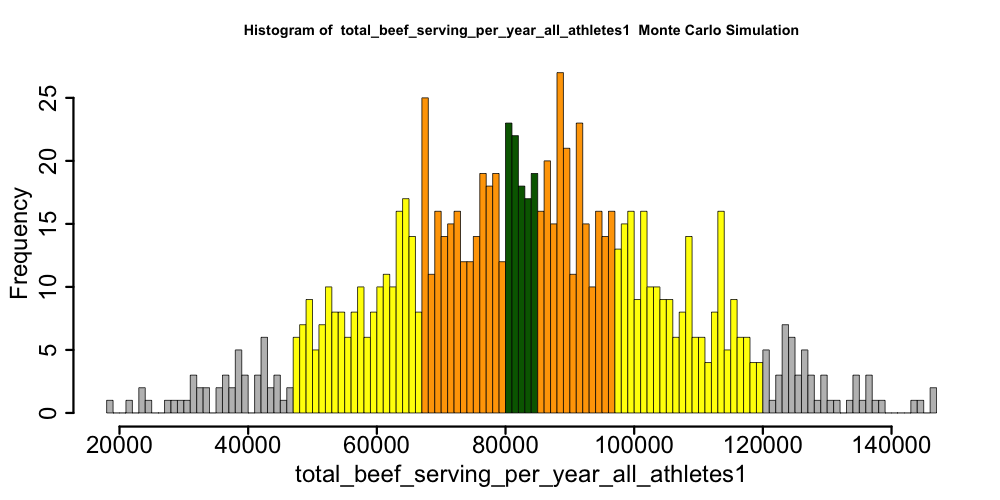 Histogram of  total_beef_serving_per_year_all_athletes1  Monte Carlo Simulation
25
20
15
10
5
0
Frequency
20000 40000 60000 80000 100000 120000 140000
total_beef_serving_per_year_all_athletes1